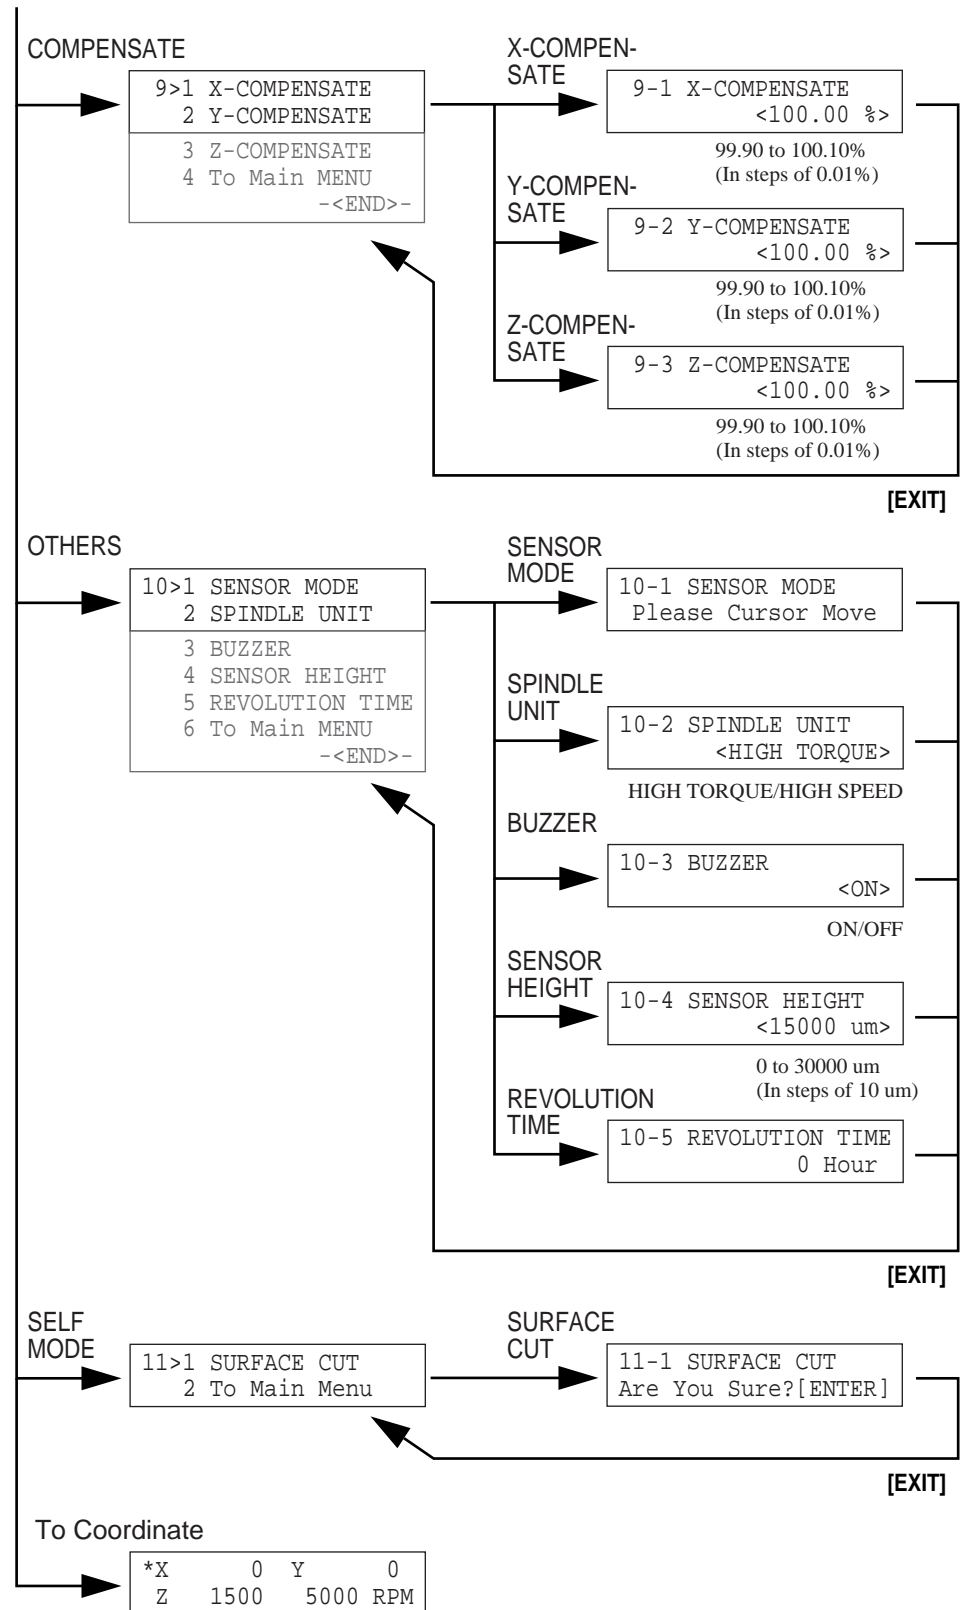 COMPENSATE
9>1 X-COMPENSATE
2 Y-COMPENSATE
3 Z-COMPENSATE
4 To Main MENU
-<END>-
X-COMPEN-
SATE
9-1 X-COMPENSATE
<100.00 %>
99.90 to 100.10%
(In steps of 0.01%)
Y-COMPEN-
SATE
9-2 Y-COMPENSATE
<100.00 %>
99.90 to 100.10%
(In steps of 0.01%)
Z-COMPEN-
SATE
9-3 Z-COMPENSATE
<100.00 %>
99.90 to 100.10%
(In steps of 0.01%)
[EXIT]
OTHERS
10>1 SENSOR MODE
2 SPINDLE UNIT
3 BUZZER
4 SENSOR HEIGHT
5 REVOLUTION TIME
6 To Main MENU
-<END>-
SENSOR
MODE
10-1 SENSOR MODE
Please Cursor Move
SPINDLE
UNIT
10-2 SPINDLE UNIT
<HIGH TORQUE>
HIGH TORQUE/HIGH SPEED
BUZZER
10-3 BUZZER
<ON>
ON/OFF
SENSOR
HEIGHT
10-4 SENSOR HEIGHT
<15000 um>
0 to 30000 um
(In steps of 10 um)
REVOLUTION
TIME
10-5 REVOLUTION TIME
0 Hour
[EXIT]
SELF
MODE
11>1 SURFACE CUT
2 To Main Menu
SURFACE
CUT
11-1 SURFACE CUT
Are You Sure?[ENTER]
[EXIT]
To Coordinate
*X 0 Y 0
Z 1500 5000 RPM